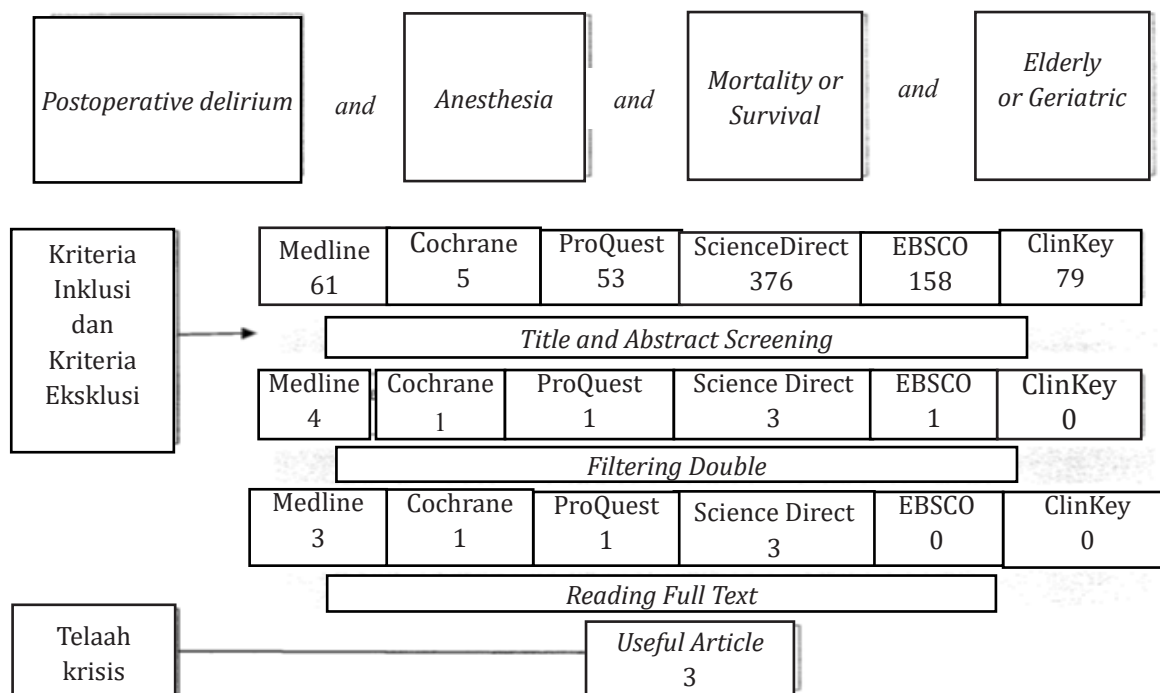 Postoperative delirium
and
Anesthesia
and
Mortality or
Survival
and
Elderly
or Geriatric
Kriteria
Inklusi
dan
Kriteria
Eksklusi
Medline
61
Cochrane
5
ProQuest
53
ScienceDirect
376
EBSCO
158
ClinKey
79
Title and Abstract Screening
Medline
4
Cochrane
1
ProQuest
1
Science Direct
3
EBSCO
1
ClinKey
0
Filtering Double
Medline
3
Cochrane
1
ProQuest
1
Science Direct
3
EBSCO
0
ClinKey
0
Reading Full Text
Telaah
krisis
Useful Article
3